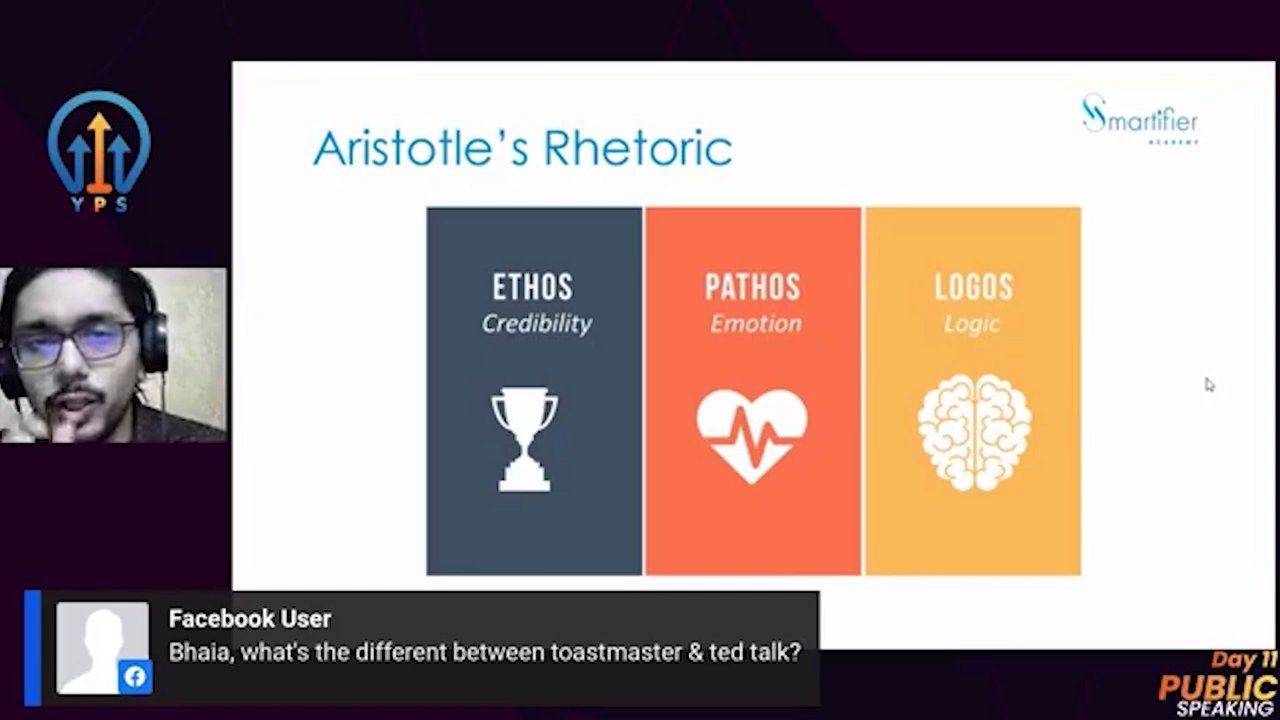 Aristotle's Rhetoric
Smartifier
ACADEMY
YPS
ETHOS
Credibility
PATHOS
Emotion
LOGOS
Logic
Facebook User
Bhaia, what's the different between toastmaster & ted talk?
Day 11
PUBLIC
SPEAKING